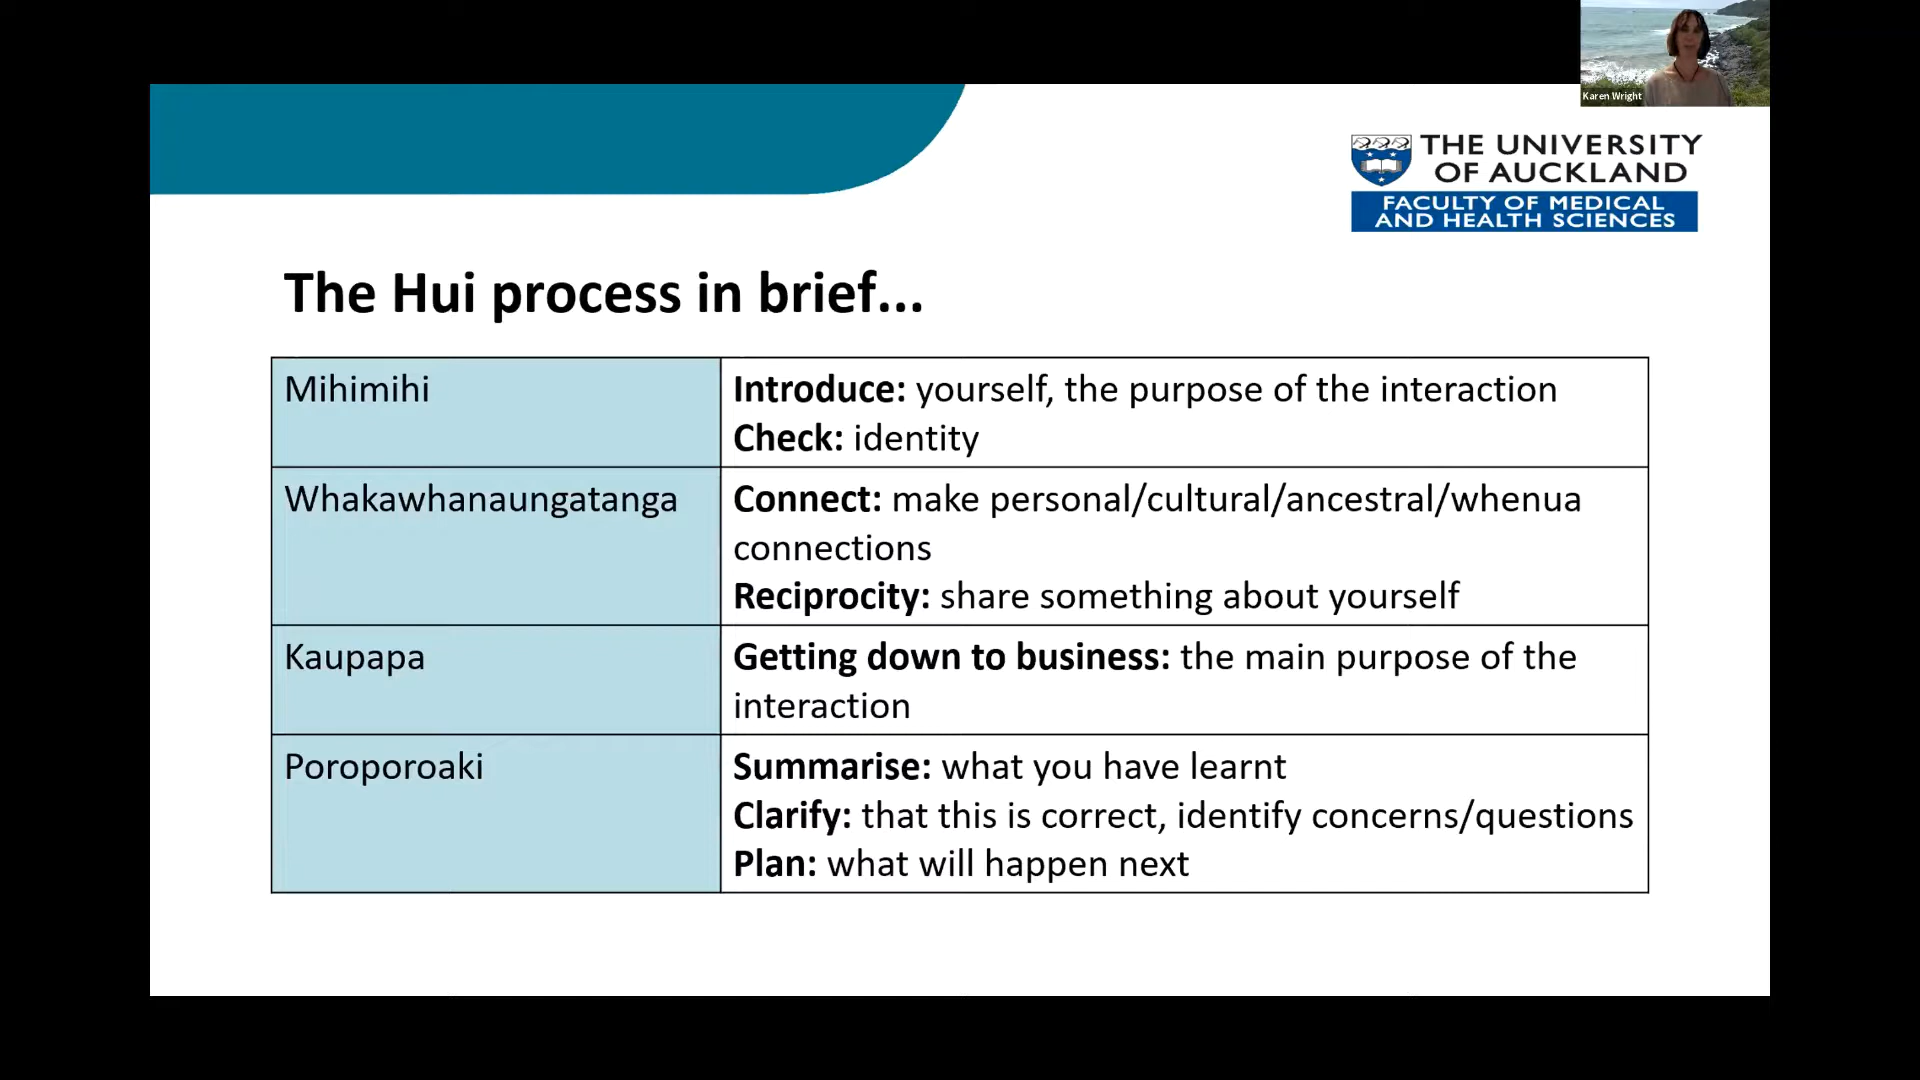 Karen Wright
THE UNIVERSITY
OF AUCKLAND
FACULTY OF MEDICAL
AND HEALTH SCIENCES
The Hui process in brief...
Mihimihi
Introduce: yourself, the purpose of the interaction
Check: identity
Whakawhanaungatanga
Connect: make personal/cultural/ancestral/whenua
connections
Reciprocity: share something about yourself
Kaupapa
Getting down to business: the main purpose of the
interaction
Poroporoaki
Summarise: what you have learnt
Clarify: that this is correct, identify concerns/questions
Plan: what will happen next